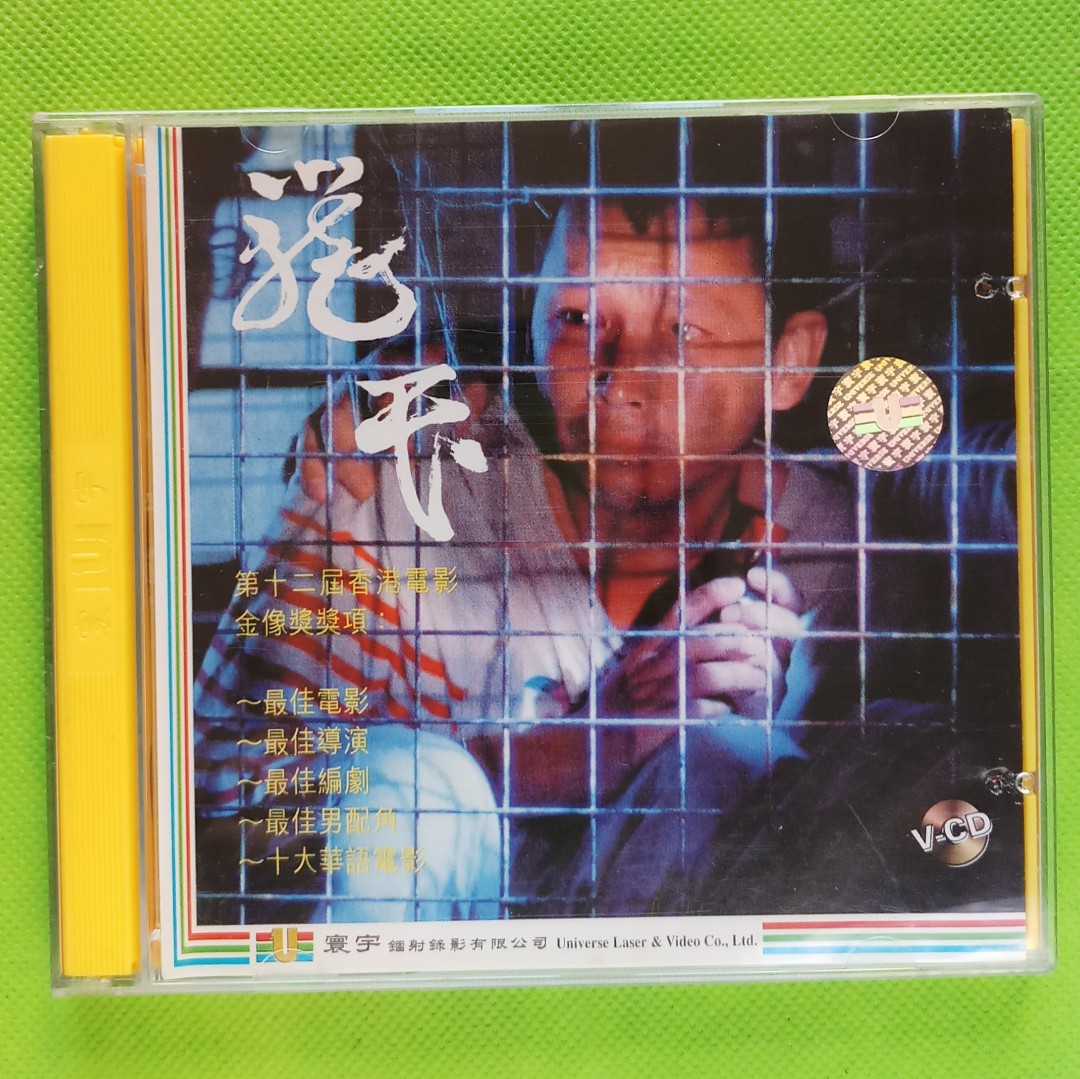 籠民
第十二屆香港電影
金像獎獎項：
～最佳電影
～最佳導演
～最佳編劇
～最佳男配角
～十大華語電影
V-CD
U 寰宇 鐳射錄影有限公司 Universe Laser & Video Co., Ltd.